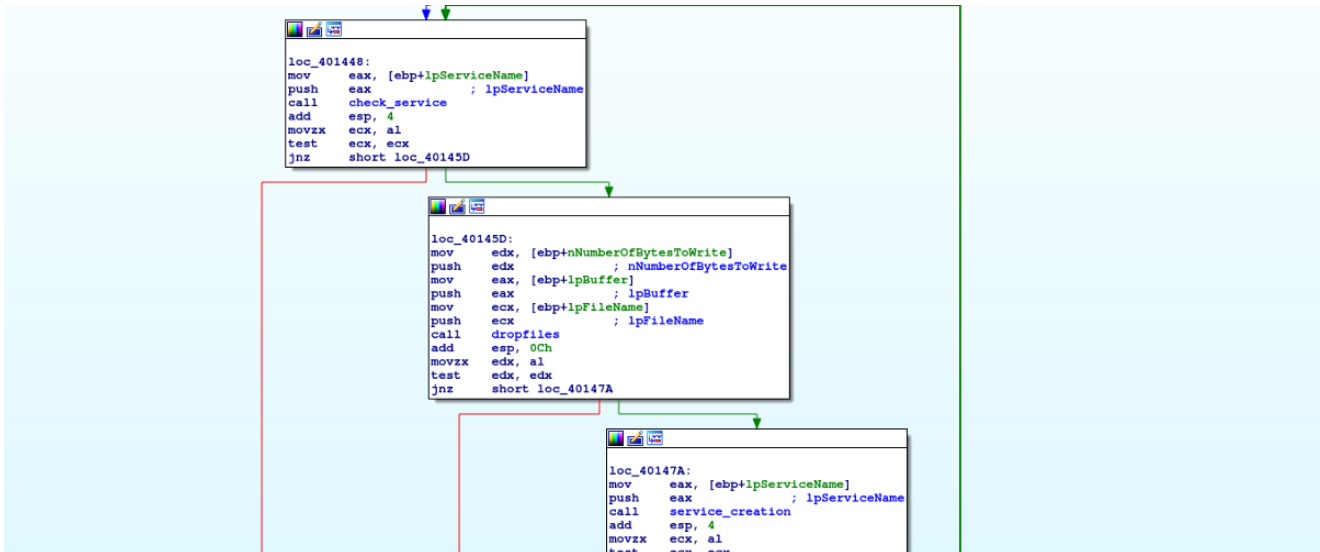 loc_401448:
mov eax, [ebp+lpServiceName]
push eax ; lpServiceName
call check_service
add esp, 4
movzx ecx, al
test ecx, ecx
jnz short loc_40145D
loc_40145D:
mov edx, [ebp+nNumberOfBytesToWrite]
push edx ; nNumberOfBytesToWrite
mov eax, [ebp+lpBuffer]
push eax ; lpBuffer
mov ecx, [ebp+lpFileName]
push ecx ; lpFileName
call dropfiles
add esp, 0Ch
movzx edx, al
test edx, edx
jnz short loc_40147A
loc_40147A:
mov eax, [ebp+lpServiceName]
push eax ; lpServiceName
call service_creation
add esp, 4
movzx ecx, al
test ecx, ecx